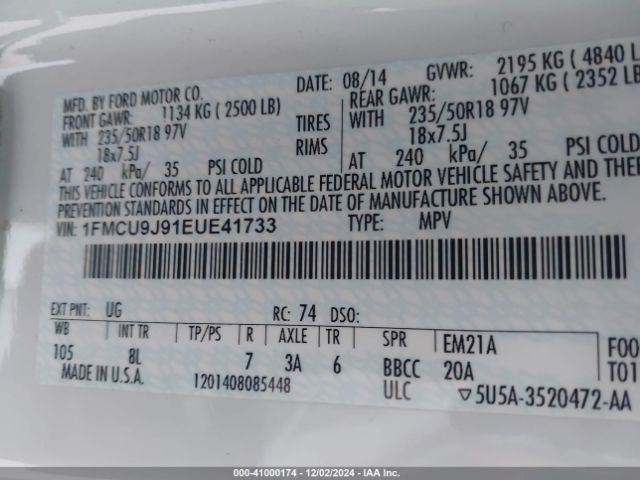 MFD. BY FORD MOTOR CO. DATE: 08/14 GVWR: 2195 KG ( 4840 L
FRONT GAWR: 1134 KG ( 2500 LB) REAR GAWR: 1067 KG ( 2352 LB
WITH 235/50R18 97V TIRES WITH 235/50R18 97V
18x7.5J RIMS 18x7.5J
AT 240 kPa/ 35 PSI COLD AT 240 kPa/ 35 PSI COLD
THIS VEHICLE CONFORMS TO ALL APPLICABLE FEDERAL MOTOR VEHICLE SAFETY AND THEFT
PREVENTION STANDARDS IN EFFECT ON THE DATE OF MANUFACTURE SHOWN ABOVE.
VIN: 1FMCU9J91EUE41733 TYPE: MPV
EXT PNT: UG RC: 74 DSO:
WB INT TR TP/PS R AXLE TR SPR EM21A F00
105 8L 7 3A 6 BBCC 20A T01
MADE IN U.S.A. 1201408085448 ULC ▽5U5A-3520472-AA
000-41000174 - 12/02/2024 - IAAI.COM